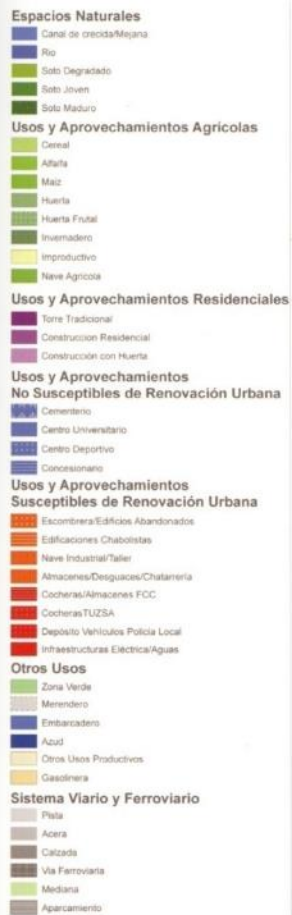 Espacios Naturales
Canal de crecida/Mejana
Rio
Soto Degradado
Soto Joven
Soto Maduro
Usos y Aprovechamientos Agrícolas
Cereal
Alfalfa
Maiz
Huerta
Huerta Frutal
Invernadero
Improductivo
Nave Agricola
Usos y Aprovechamientos Residenciales
Torre Tradicional
Construccion Residencial
Construcción con Huerta
Usos y Aprovechamientos
No Susceptibles de Renovación Urbana
Cementerio
Centro Universitario
Centro Deportivo
Concesionario
Usos y Aprovechamientos
Susceptibles de Renovación Urbana
Escombrera/Edificios Abandonados
Edificaciones Chabolistas
Nave Industrial/Taller
Almacenes/Desguaces/Chatarrería
Cocheras/Almacenes FCC
CocherasTUZSA
Depósito Vehículos Policía Local
Infraestructuras Eléctrica/Aguas
Otros Usos
Zona Verde
Merendero
Embarcadero
Azud
Otros Usos Productivos
Gasolinera
Sistema Viario y Ferroviario
Pista
Acera
Calzada
Via Ferroviaria
Mediana
Aparcamiento